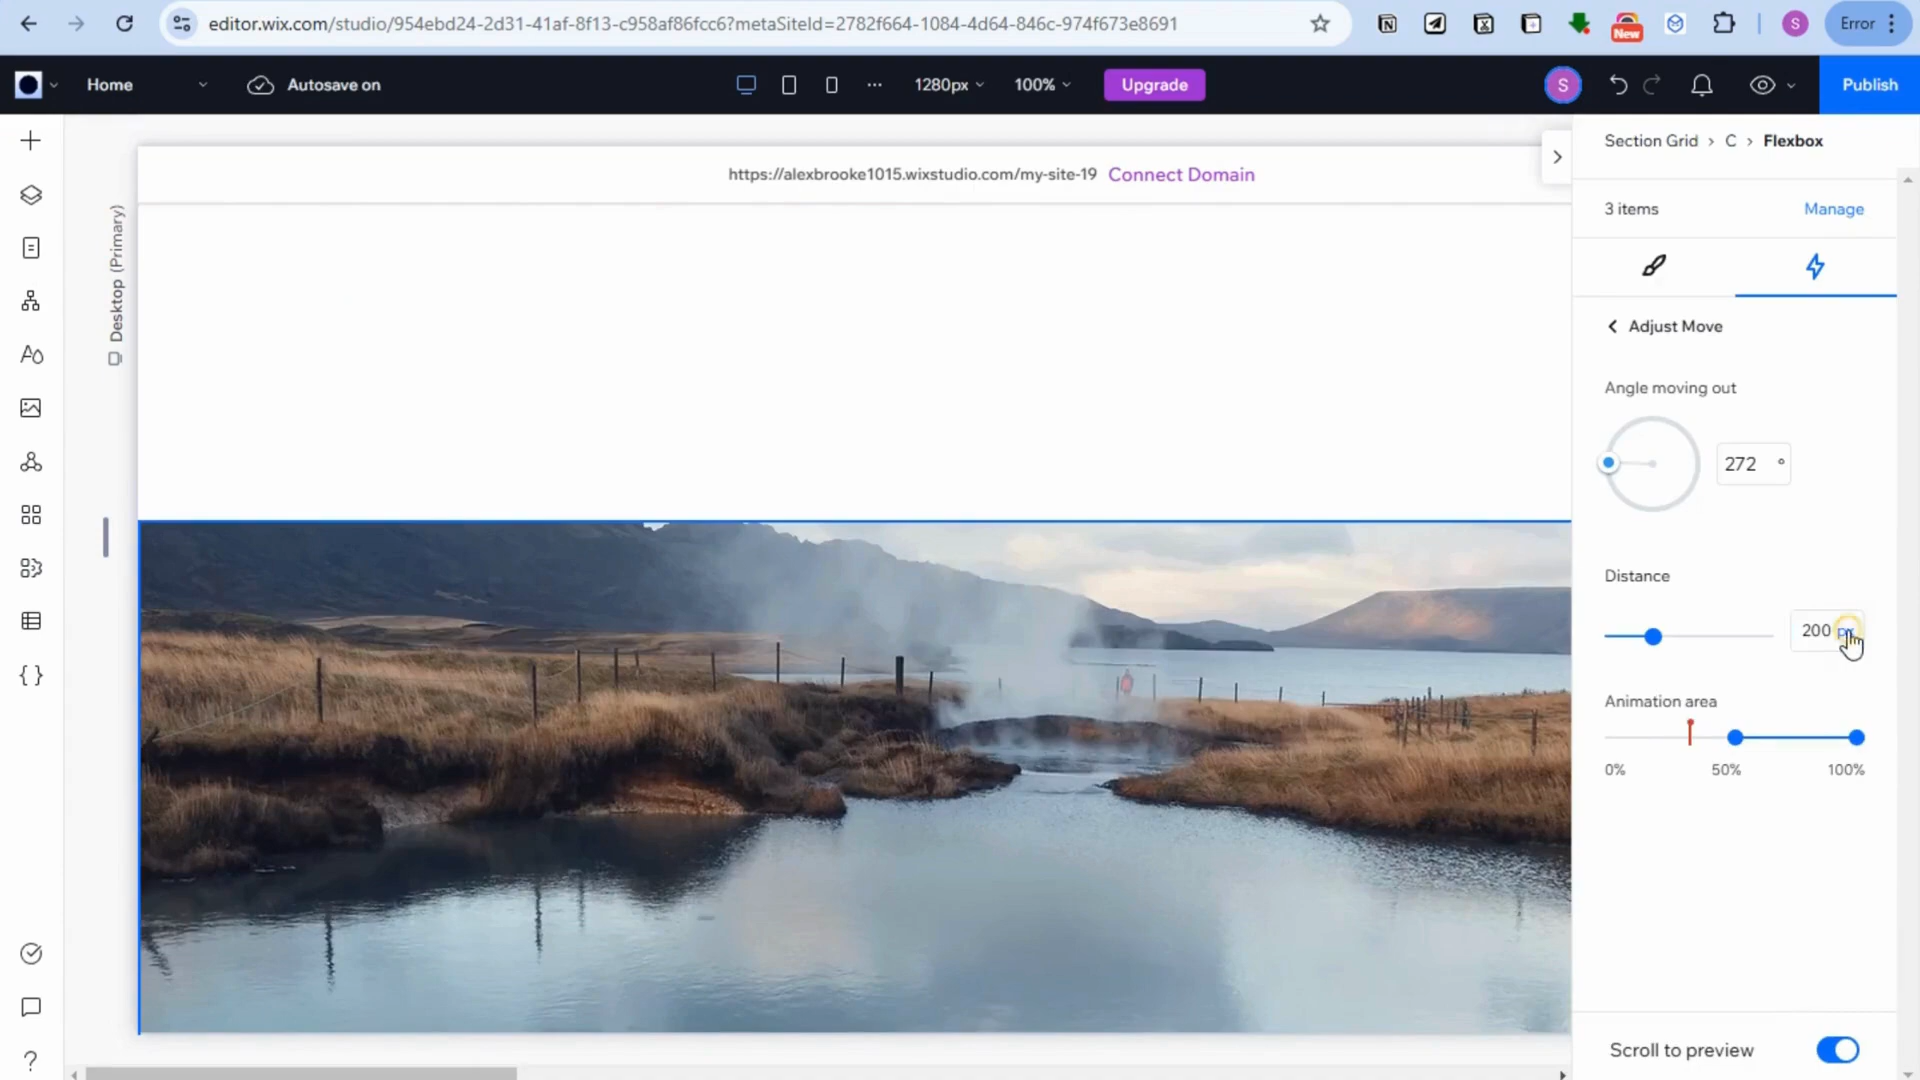 editor.wix.com/studio/954ebd24-2d31-41af-8f13-c958af86fcc6?metaSiteId=2782f664-1084-4d64-846c-974f673e8691
New
S
Error
Home
Autosave on
1280px
100%
Upgrade
S
Publish
Section Grid > C > Flexbox
https://alexbrooke1015.wixstudio.com/my-site-19 Connect Domain
Desktop (Primary)
3 items
Manage
Adjust Move
Angle moving out
272 °
Distance
200
Animation area
0%
50%
100%
Scroll to preview